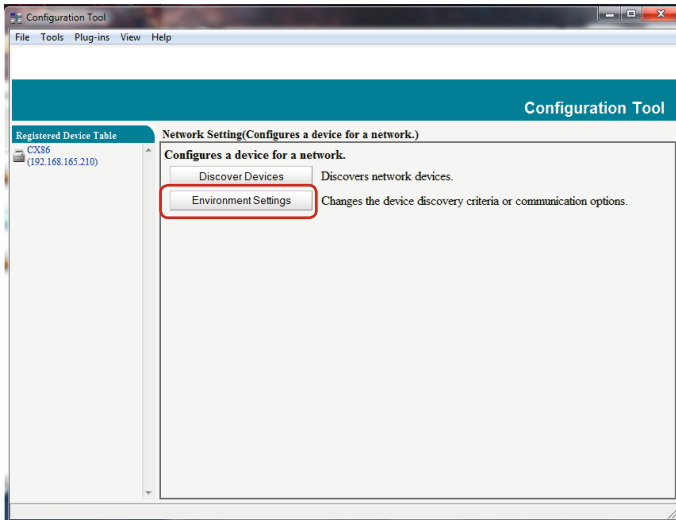 Configuration Tool
File Tools Plug-ins View Help
Configuration Tool
Registered Device Table
CX86
(192.168.165.210)
Network Setting(Configures a device for a network.)
Configures a device for a network.
Discover Devices Discovers network devices.
Environment Settings Changes the device discovery criteria or communication options.